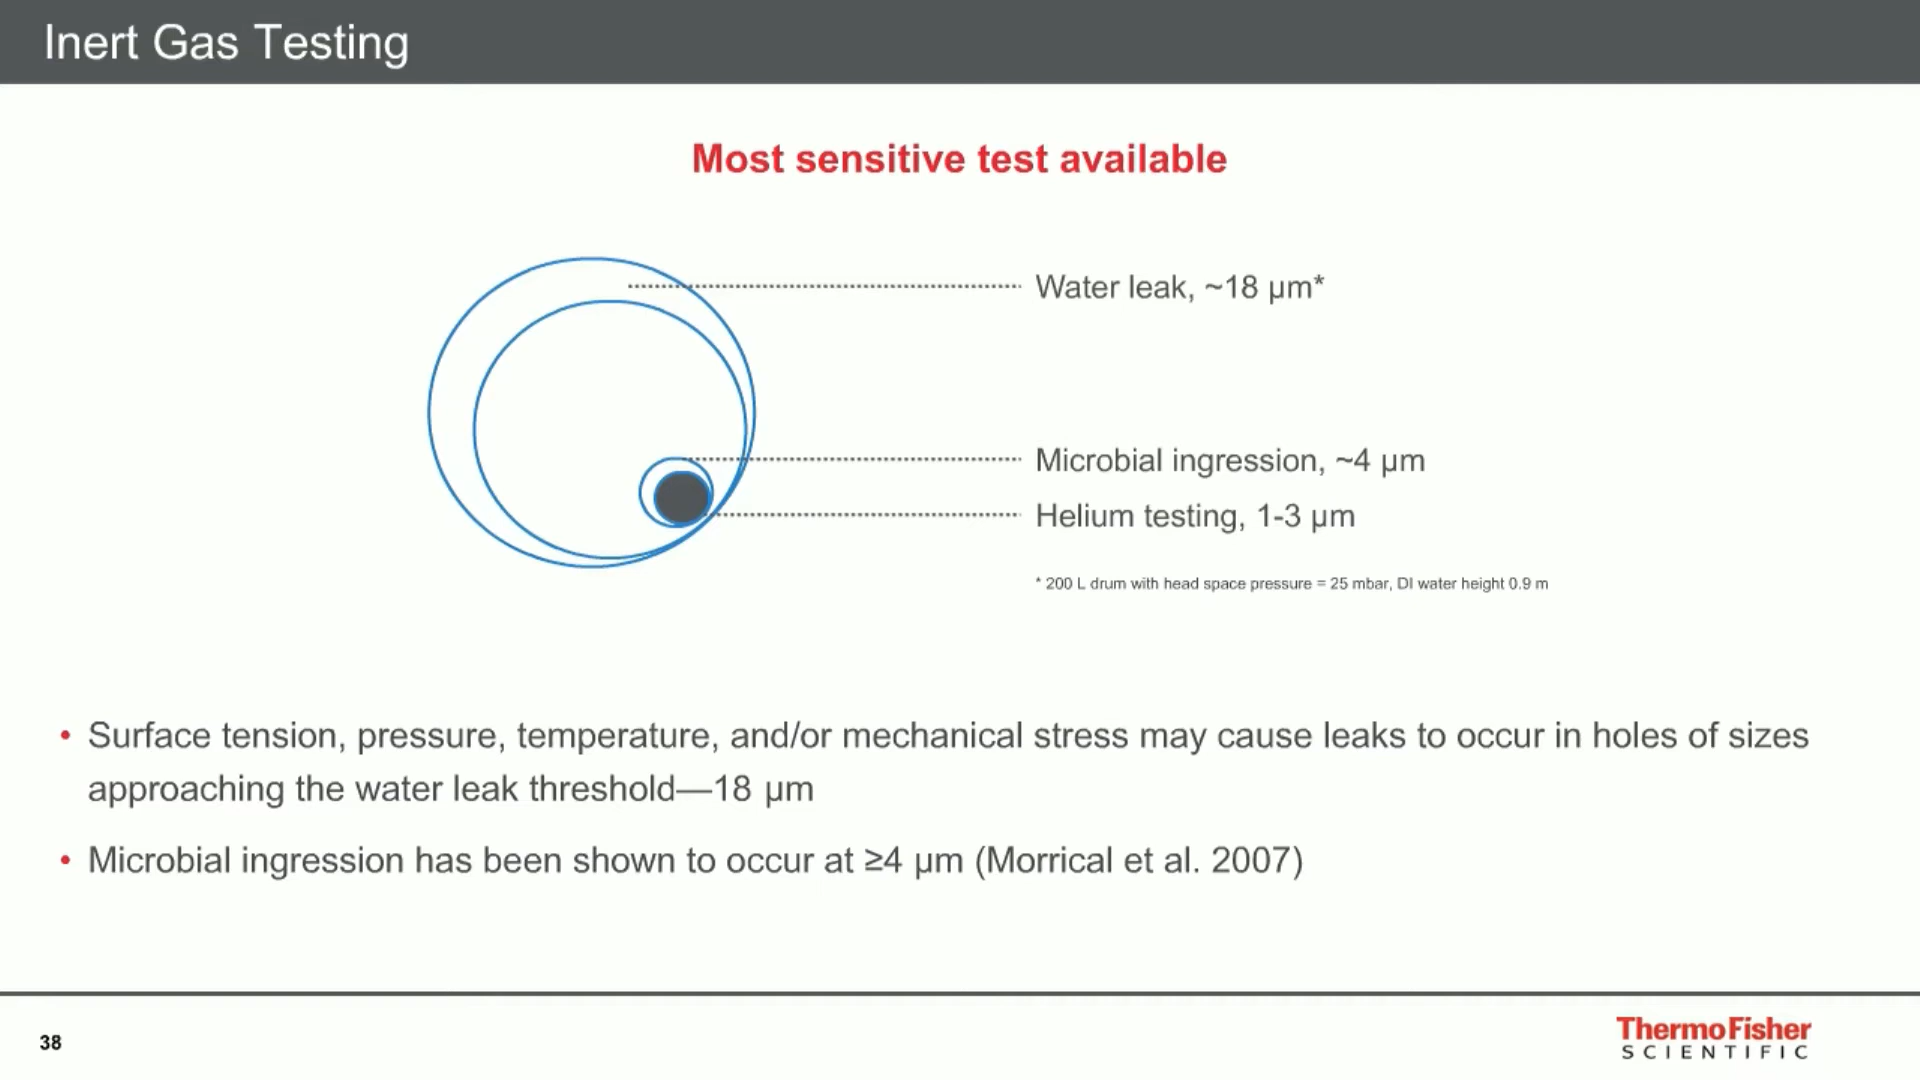 Inert Gas Testing
Most sensitive test available
Water leak, ~18 µm*
Microbial ingression, ~4 µm
Helium testing, 1-3 µm
* 200 L drum with head space pressure = 25 mbar, DI water height 0.9 m
• Surface tension, pressure, temperature, and/or mechanical stress may cause leaks to occur in holes of sizes
approaching the water leak threshold—18 µm
• Microbial ingression has been shown to occur at ≥4 µm (Morrical et al. 2007)
38
ThermoFisher
SCIENTIFIC